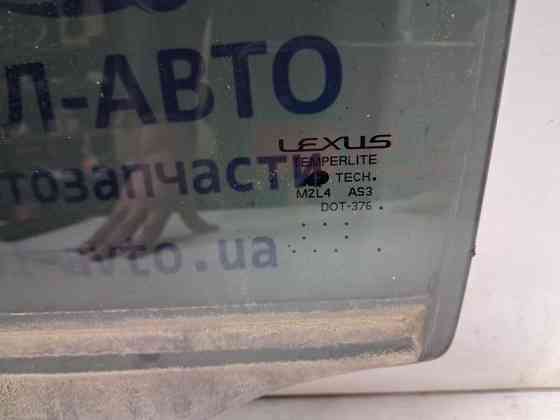 Л-АВТО
LEXUS
TEMPERLITE
TECH.
тозапчасти
M2L4 AS3
DOT-376
-avto.ua